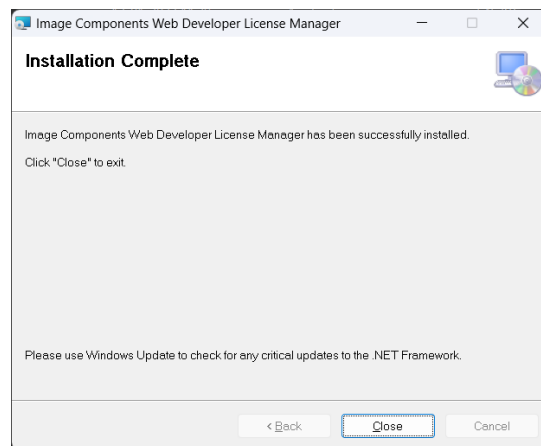 Image Components Web Developer License Manager
Installation Complete
Image Components Web Developer License Manager has been successfully installed.
Click "Close" to exit.
Please use Windows Update to check for any critical updates to the .NET Framework.
< Back
Close
Cancel